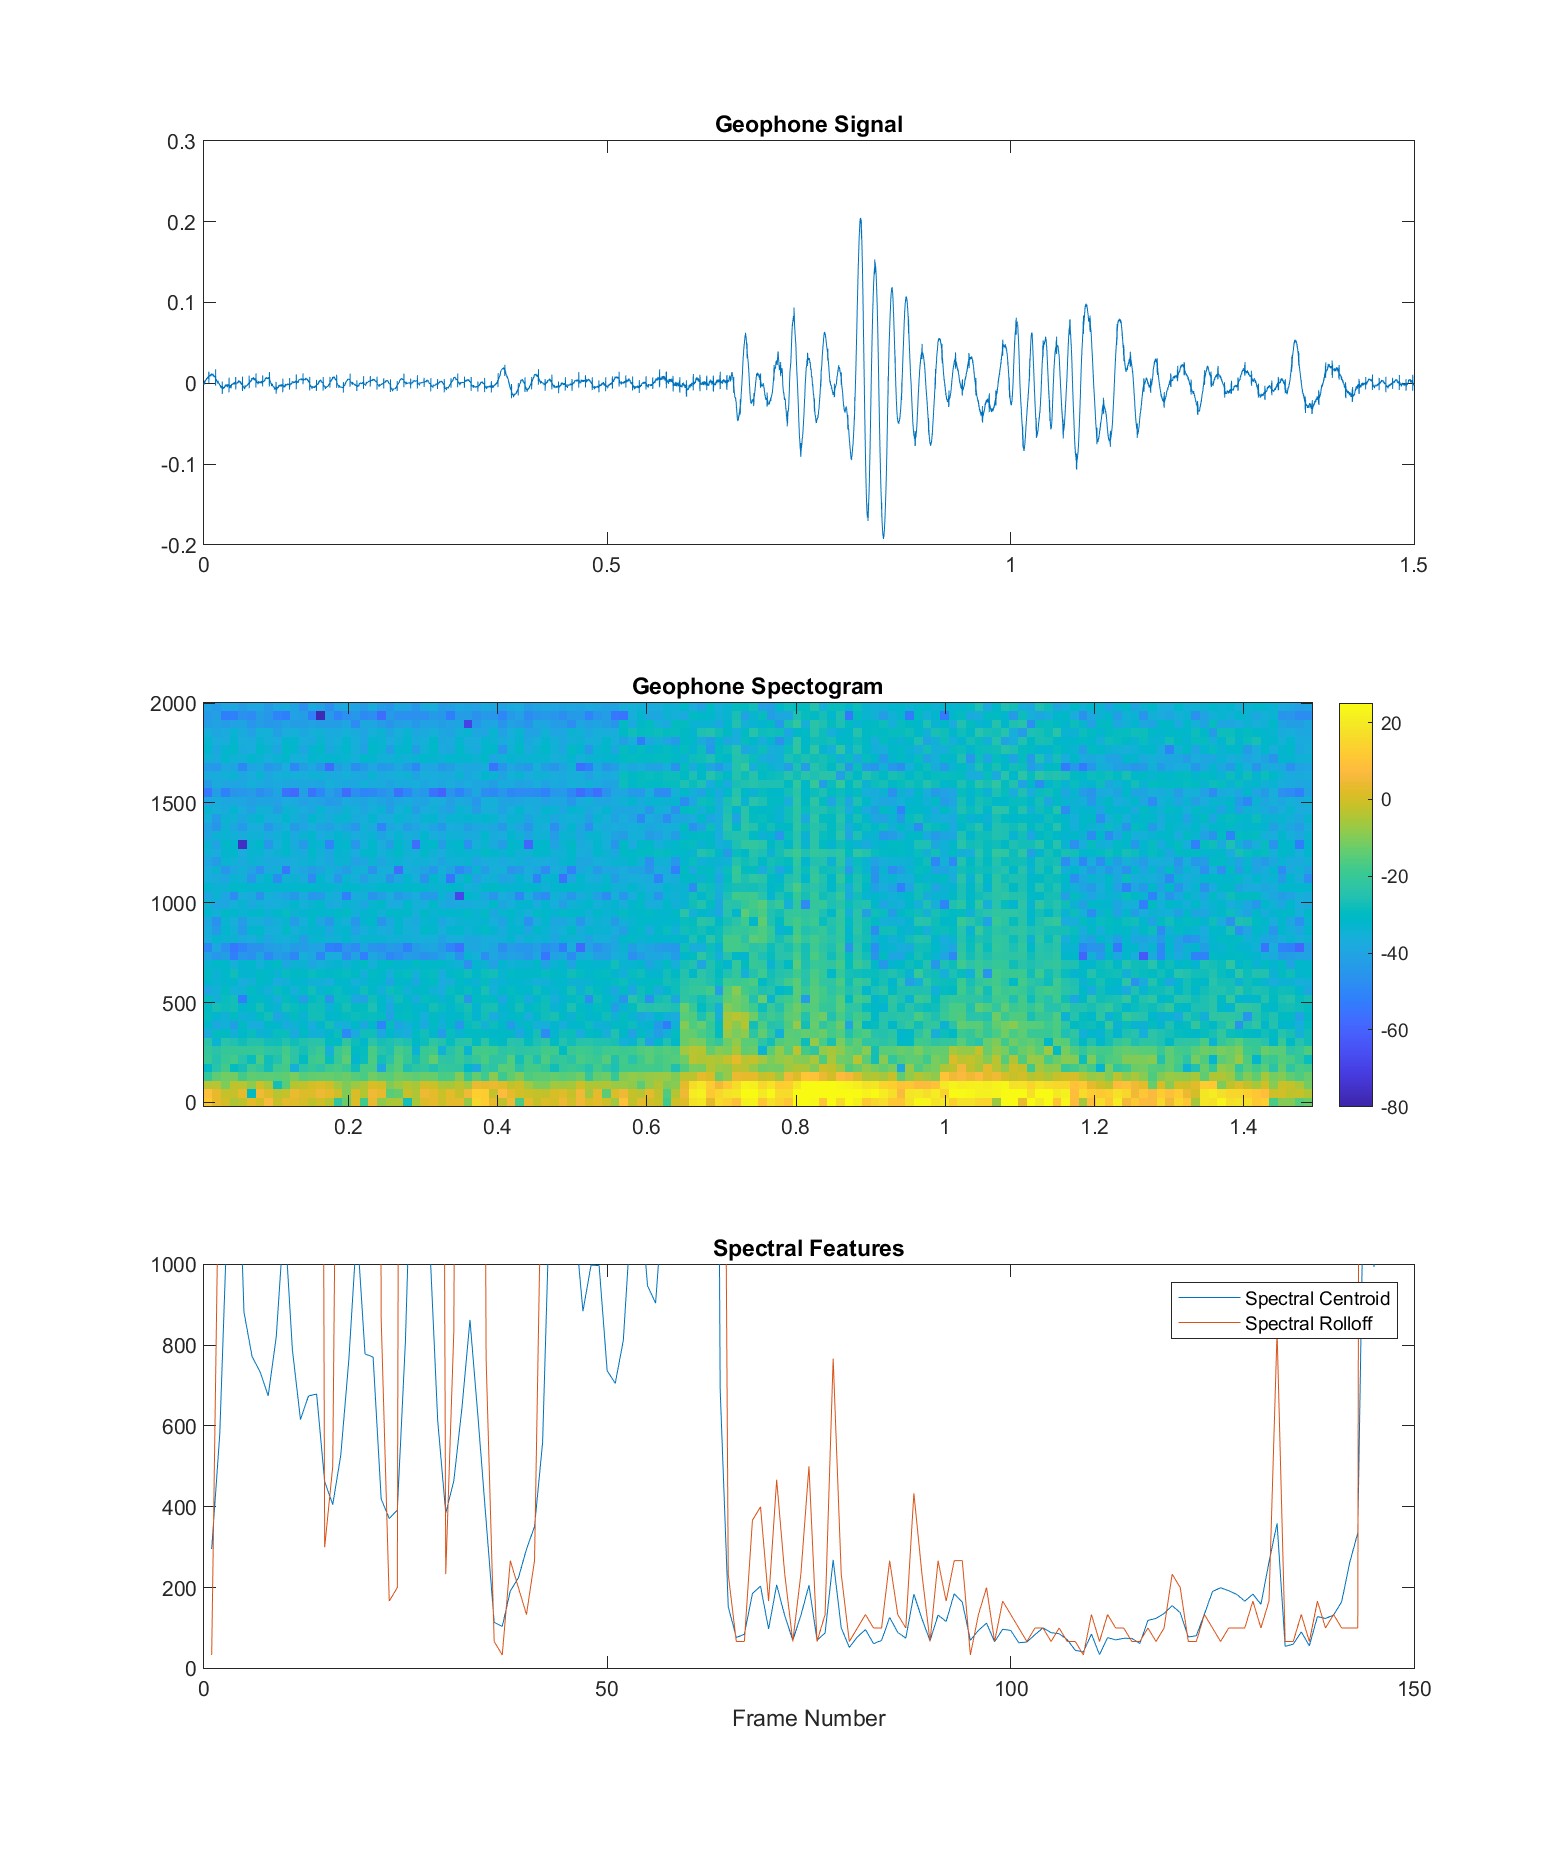 Geophone Signal
0.3
0.2
0.1
0
-0.1
-0.2
0 0.5 1 1.5
Geophone Spectogram
2000
1500
1000
500
0
20
0
-20
-40
-60
-80
0.2 0.4 0.6 0.8 1 1.2 1.4
Spectral Features
1000
800
600
400
200
0
Spectral Centroid
Spectral Rolloff
0 50 100 150
Frame Number